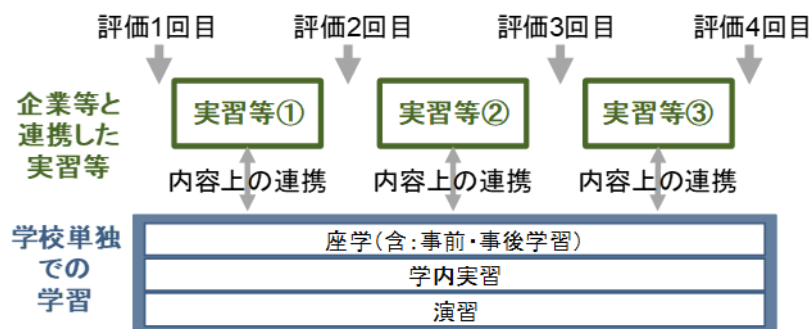 評価1回目 評価2回目 評価3回目 評価4回目
企業等と
連携した
実習等
実習等① 実習等② 実習等③
内容上の連携 内容上の連携 内容上の連携
学校単独
での
学習
座学(含:事前・事後学習)
学内実習
演習